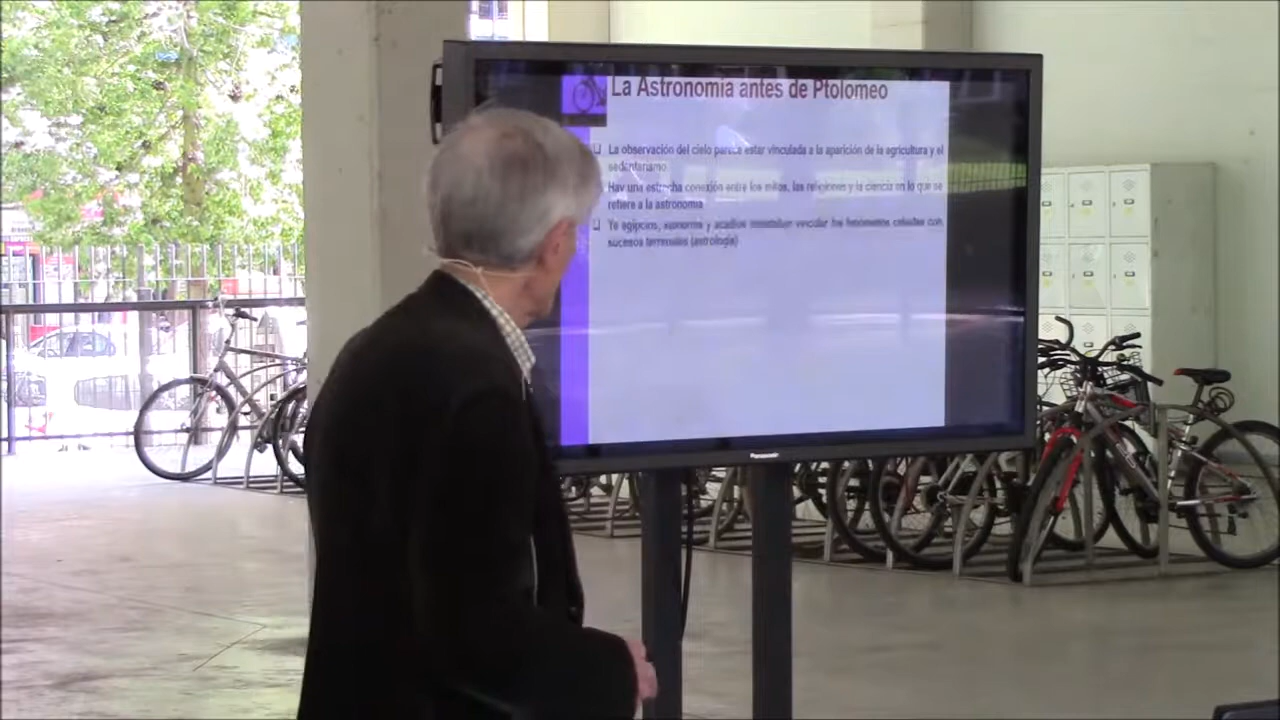 La Astronomía antes de Ptolomeo
La observación del cielo parece estar vinculada a la aparición de la agricultura y el
sedentarismo
Hay una estrecha conexión entre los mitos, las religiones y la ciencia en lo que se
refiere a la astronomía
Ya egipcios, sumerios y acadios intentaban vincular los fenómenos celestes con
sucesos terrenales (astrología)
Panasonic